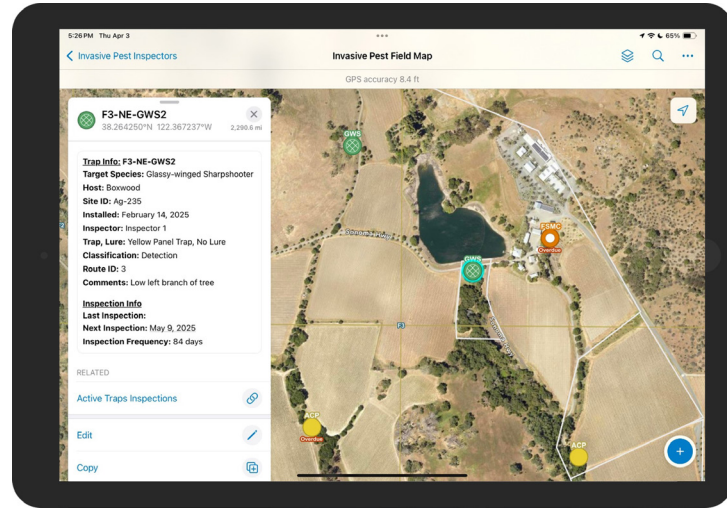 5:26 PM Thu Apr 3
65%
Invasive Pest Inspectors
Invasive Pest Field Map
GPS accuracy 8.4 ft
F3-NE-GWS2
38.264250°N 122.367237°W
2,290.6 mi
Trap Info: F3-NE-GWS2
Target Species: Glassy-winged Sharpshooter
Host: Boxwood
Site ID: Ag-235
Installed: February 14, 2025
Inspector: Inspector 1
Trap, Lure: Yellow Panel Trap, No Lure
Classification: Detection
Route ID: 3
Comments: Low left branch of tree
Inspection Info
Last Inspection:
Next Inspection: May 9, 2025
Inspection Frequency: 84 days
RELATED
Active Traps Inspections
Edit
Copy
GWS
FSMC
Overdue
GWS
F3
ACP
Overdue
ACP